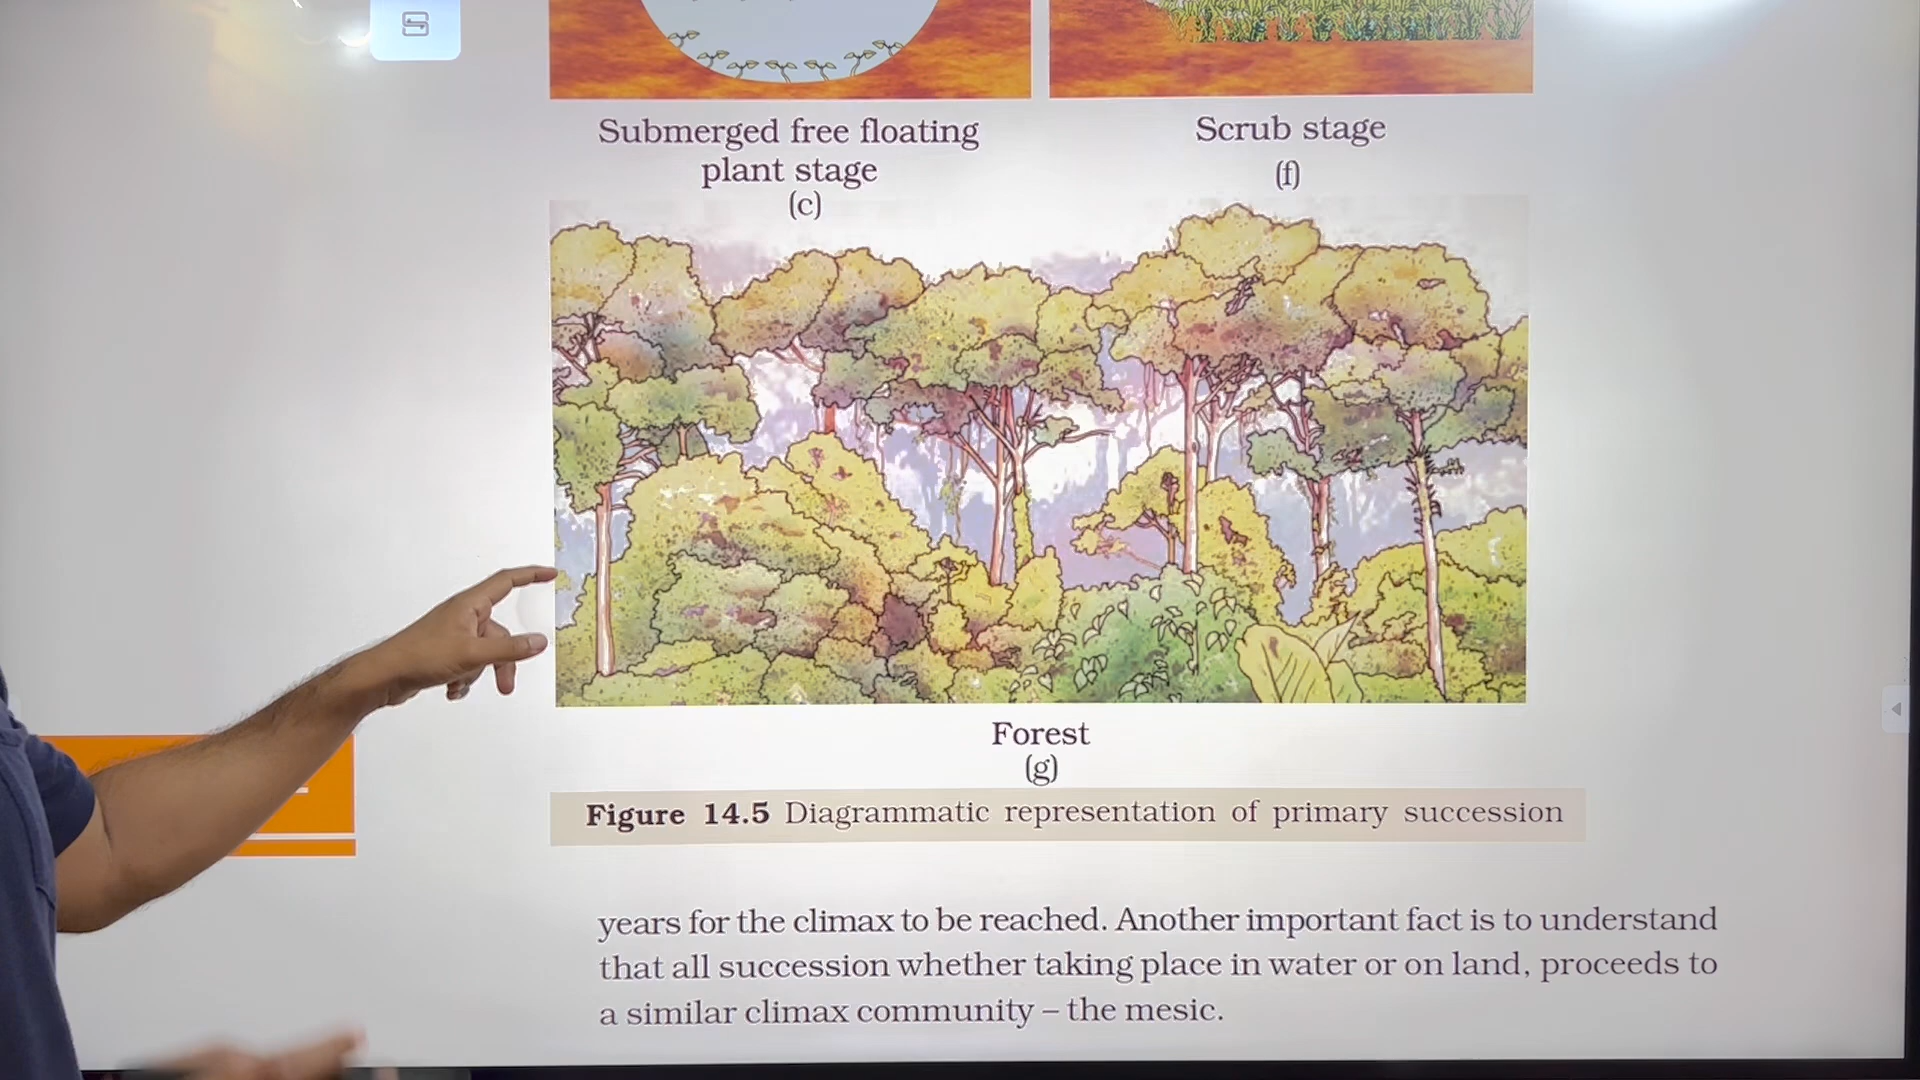 Submerged free floating
plant stage
(c)
Scrub stage
(f)
Forest
(g)
Figure 14.5 Diagrammatic representation of primary succession
years for the climax to be reached. Another important fact is to understand
that all succession whether taking place in water or on land, proceeds to
a similar climax community – the mesic.